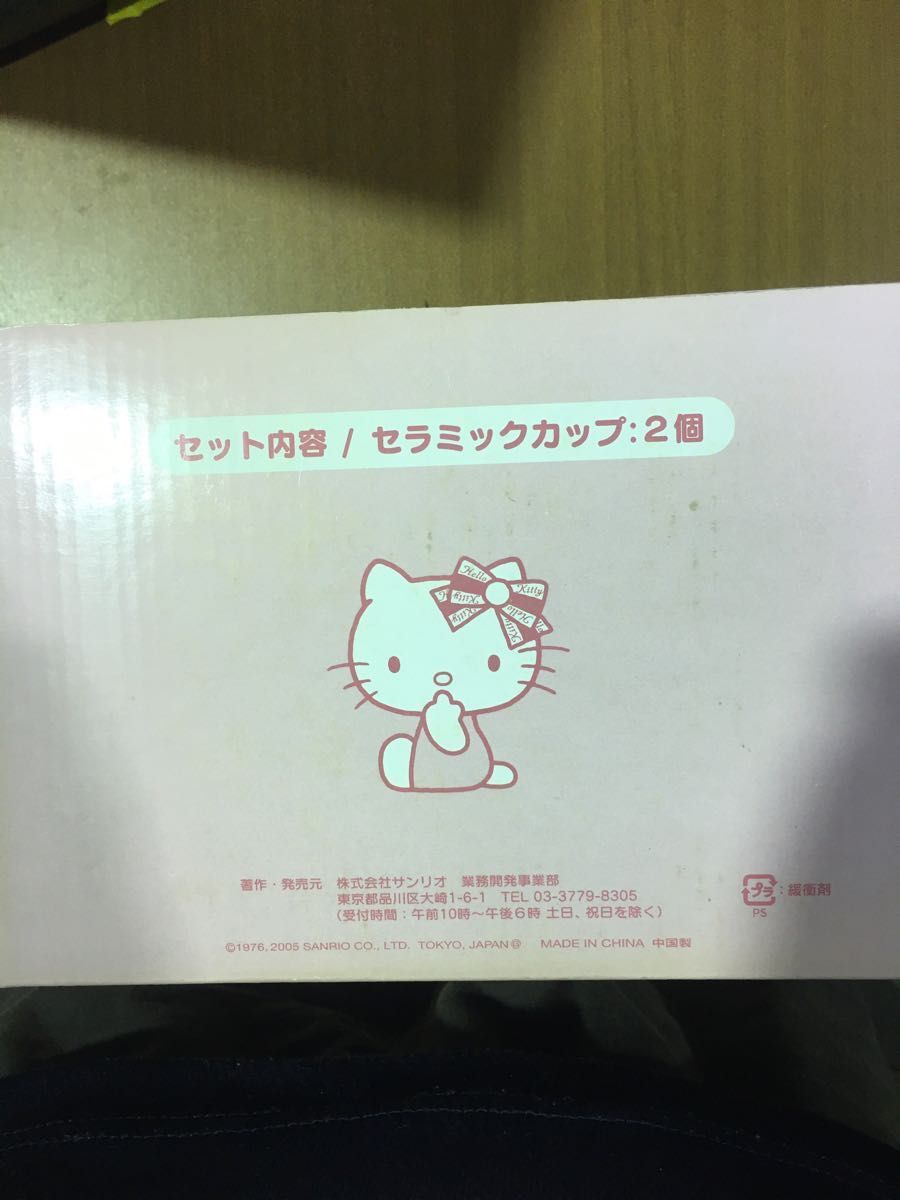 セット内容 / セラミックカップ:2個
Hello
Kitty
Kitty
Hello
Kitty
Kitty
著作・発売元 株式会社サンリオ 業務開発事業部
東京都品川区大崎1-6-1 TEL 03-3779-8305
(受付時間:午前10時〜午後6時 土日、祝日を除く)
プラ:緩衝剤
PS
©1976, 2005 SANRIO CO., LTD. TOKYO, JAPAN@ MADE IN CHINA 中国製